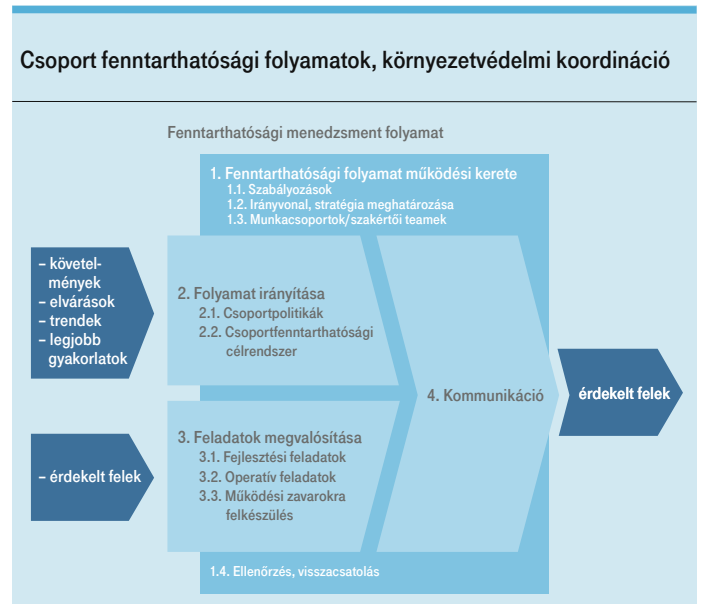 Csoport fenntarthatósági folyamatok, környezetvédelmi koordináció
Fenntarthatósági menedzsment folyamat
1. Fenntarthatósági folyamat működési kerete
1.1. Szabályozások
1.2. Irányvonal, stratégia meghatározása
1.3. Munkacsoportok/szakértői teamek
– követel-
mények
– elvárások
– trendek
– legjobb
gyakorlatok
2. Folyamat irányítása
2.1. Csoportpolitikák
2.2. Csoportfenntarthatósági
célrendszer
– érdekelt felek
3. Feladatok megvalósítása
3.1. Fejlesztési feladatok
3.2. Operatív feladatok
3.3. Működési zavarokra
felkészülés
4. Kommunikáció
érdekelt felek
1.4. Ellenőrzés, visszacsatolás